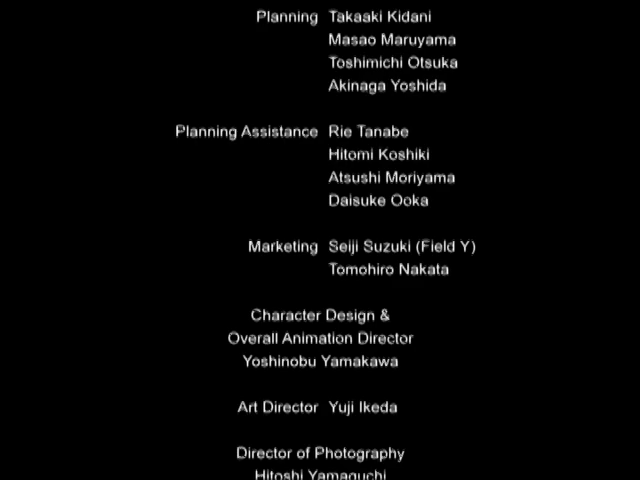 Planning Takaaki Kidani
Masao Maruyama
Toshimichi Otsuka
Akinaga Yoshida
Planning Assistance Rie Tanabe
Hitomi Koshiki
Atsushi Moriyama
Daisuke Ooka
Marketing Seiji Suzuki (Field Y)
Tomohiro Nakata
Character Design &
Overall Animation Director
Yoshinobu Yamakawa
Art Director Yuji Ikeda
Director of Photography
Hitoshi Yamaguchi